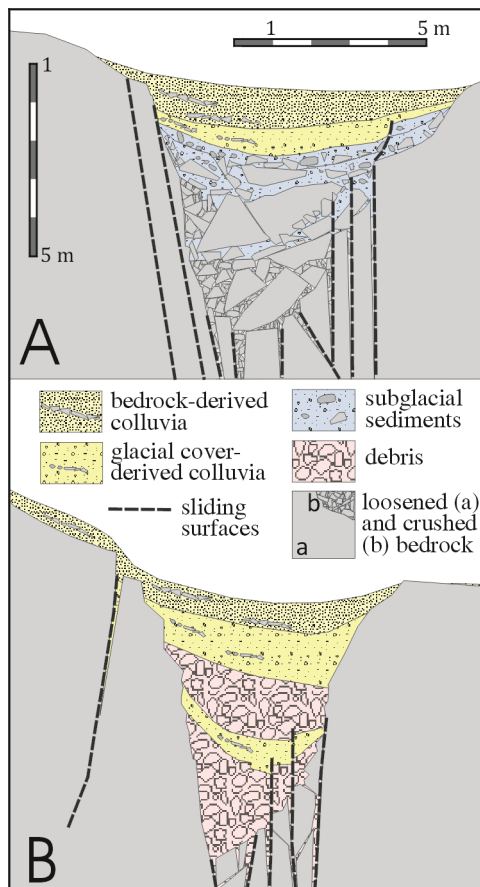 1
5 m
1
5 m
A
bedrock-derived
colluvia
glacial cover-
derived colluvia
sliding
surfaces
subglacial
sediments
debris
b
a
loosened (a)
and crushed
(b) bedrock
B